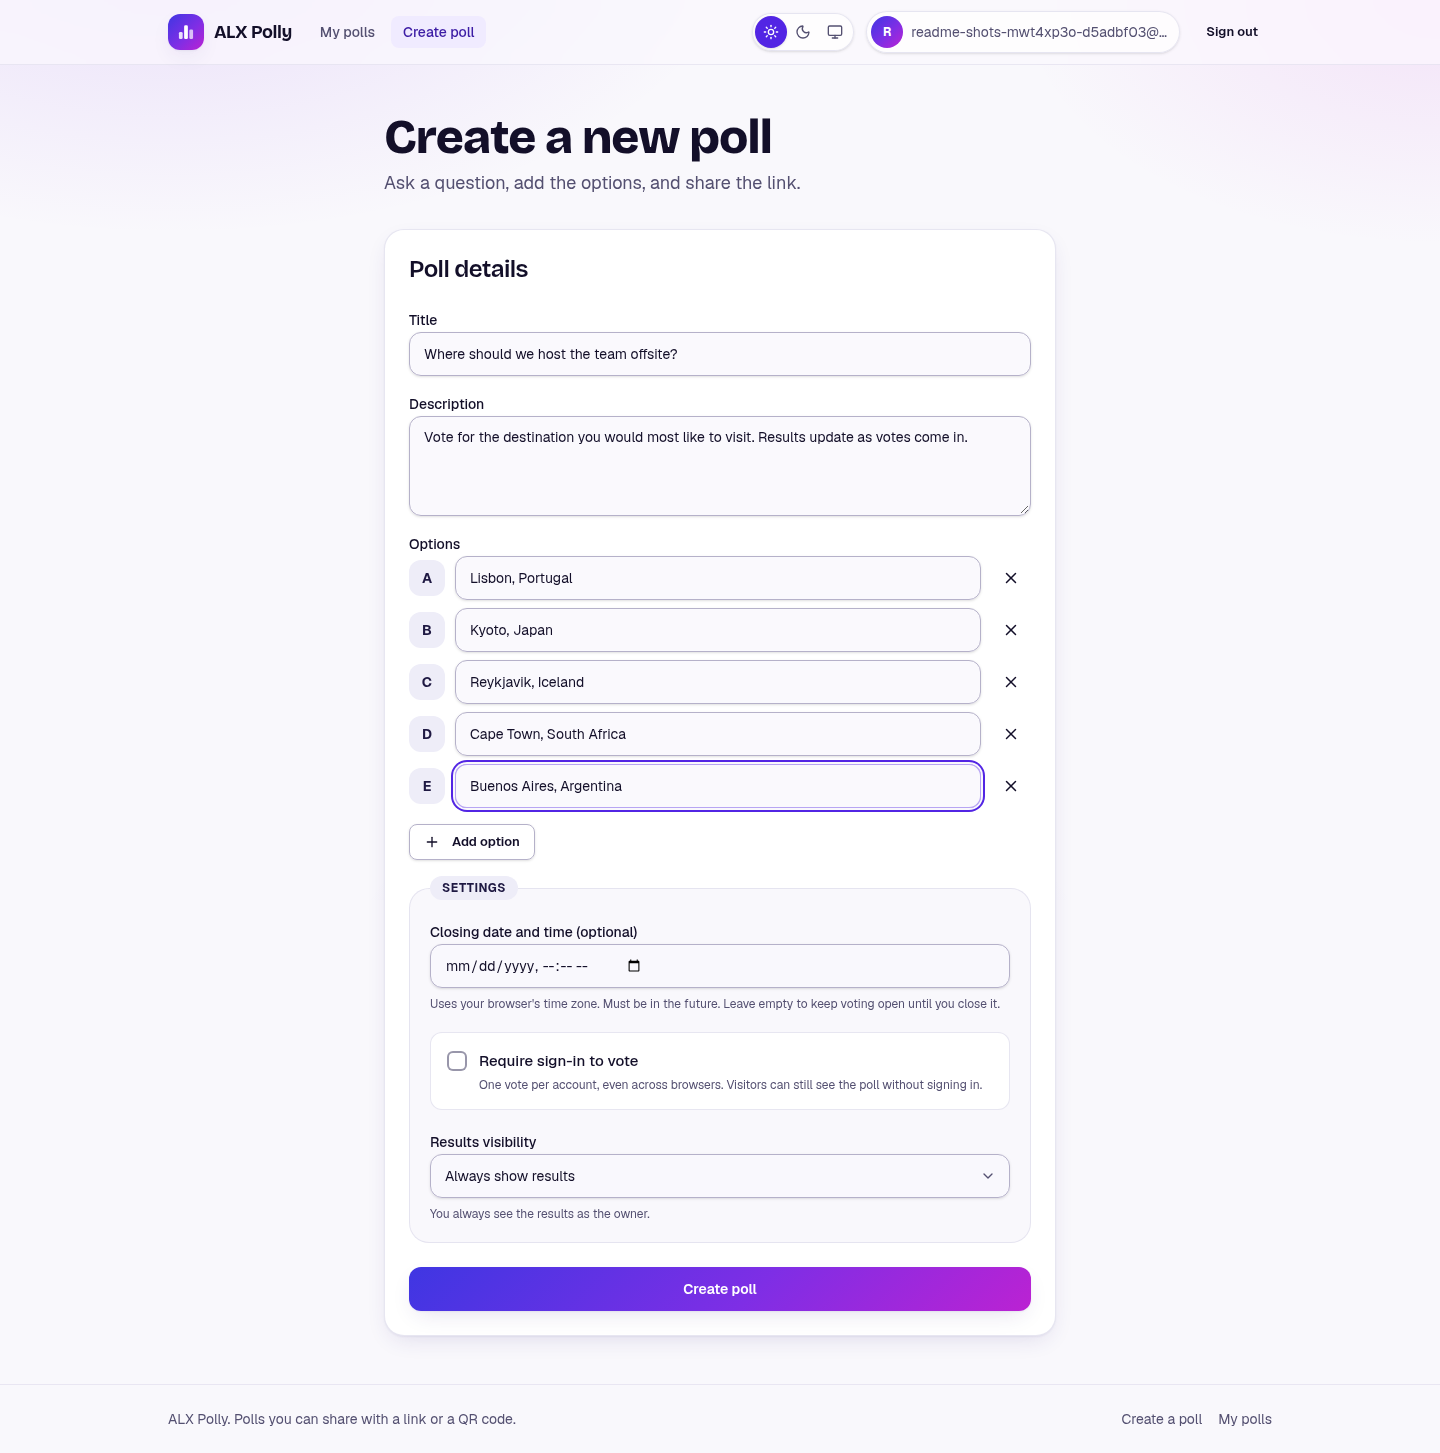 ALX Polly
My polls
Create poll
R
readme-shots-mwt4xp3o-d5adbf03@...
Sign out
Create a new poll
Ask a question, add the options, and share the link.
Poll details
Title
Where should we host the team offsite?
Description
Vote for the destination you would most like to visit. Results update as votes come in.
Options
A Lisbon, Portugal
B Kyoto, Japan
C Reykjavik, Iceland
D Cape Town, South Africa
E Buenos Aires, Argentina
Add option
SETTINGS
Closing date and time (optional)
mm/dd/yyyy, --:-- --
Uses your browser's time zone. Must be in the future. Leave empty to keep voting open until you close it.
Require sign-in to vote
One vote per account, even across browsers. Visitors can still see the poll without signing in.
Results visibility
Always show results
You always see the results as the owner.
Create poll
ALX Polly. Polls you can share with a link or a QR code.
Create a poll
My polls